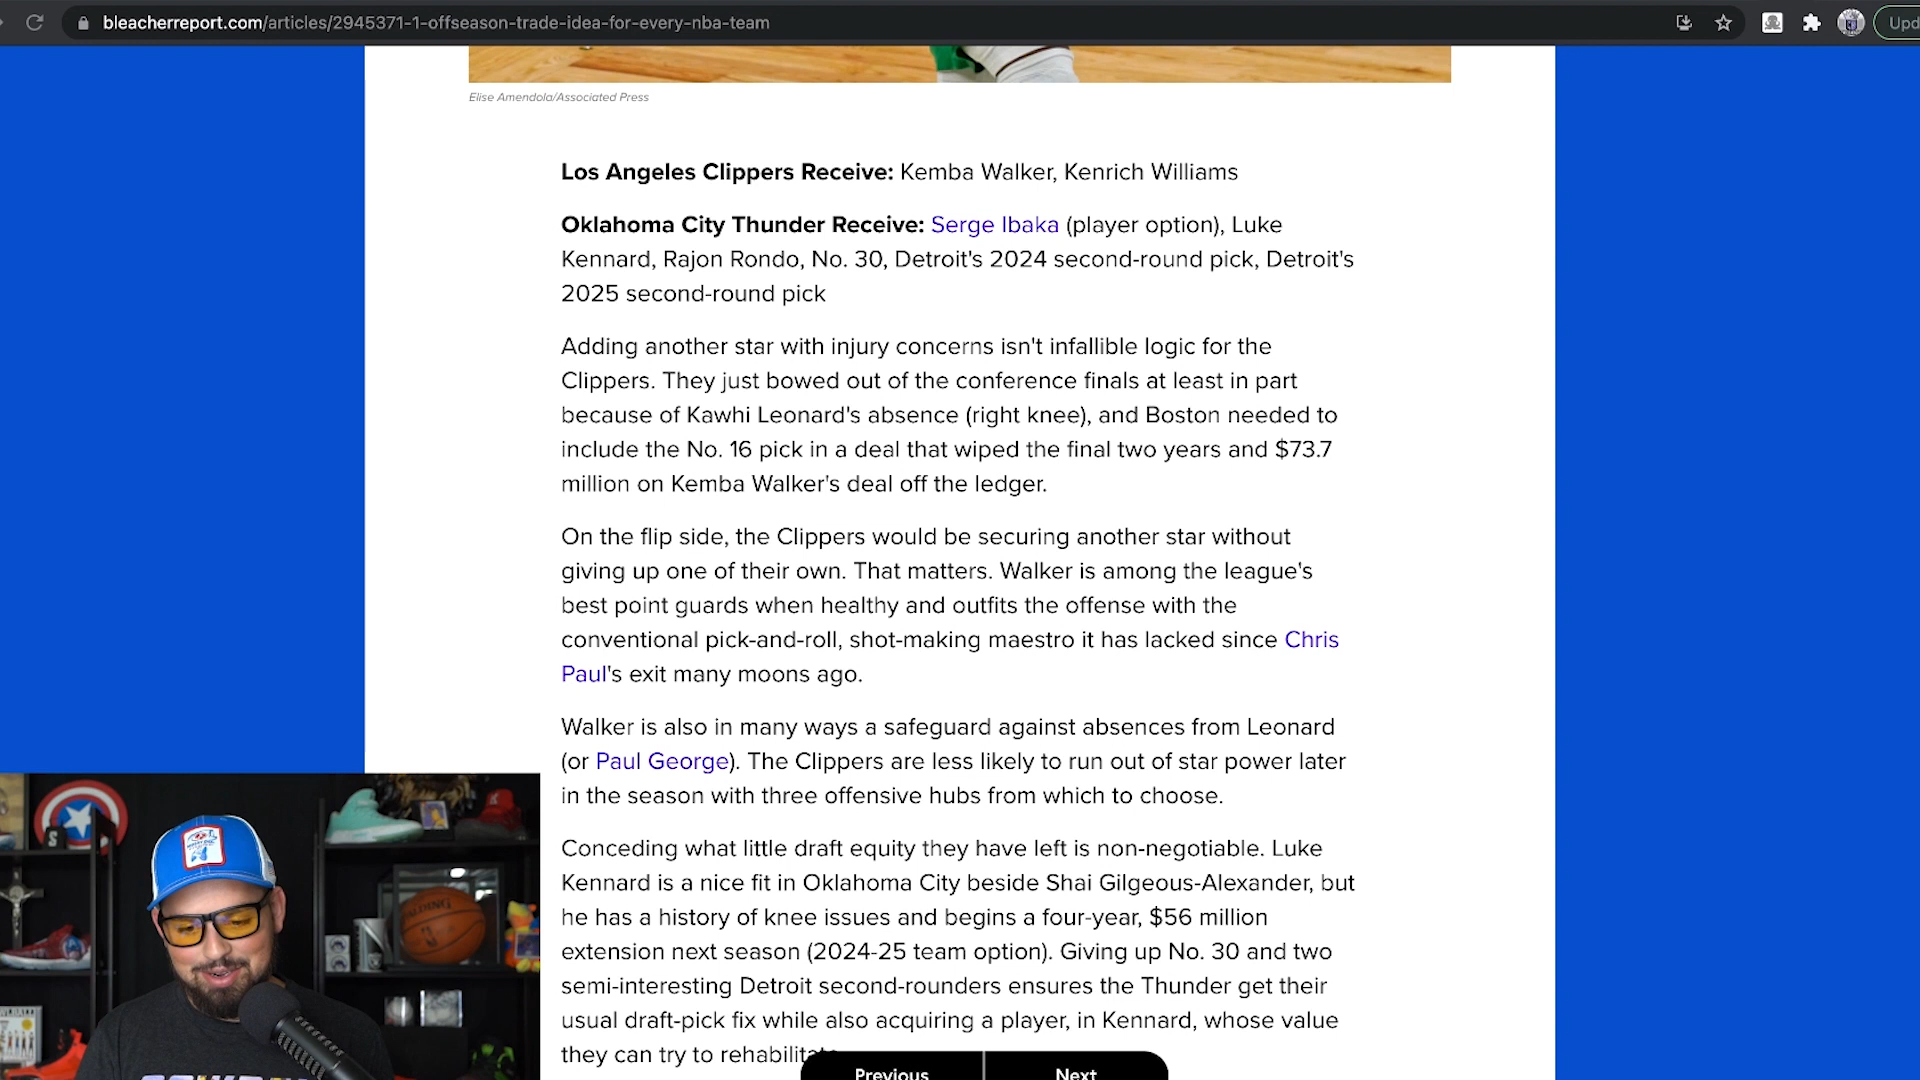 bleacherreport.com/articles/2945371-1-offseason-trade-idea-for-every-nba-team
Upd
Elise Amendola/Associated Press
Los Angeles Clippers Receive: Kemba Walker, Kenrich Williams
Oklahoma City Thunder Receive: Serge Ibaka (player option), Luke
Kennard, Rajon Rondo, No. 30, Detroit's 2024 second-round pick, Detroit's
2025 second-round pick
Adding another star with injury concerns isn't infallible logic for the
Clippers. They just bowed out of the conference finals at least in part
because of Kawhi Leonard's absence (right knee), and Boston needed to
include the No. 16 pick in a deal that wiped the final two years and $73.7
million on Kemba Walker's deal off the ledger.
On the flip side, the Clippers would be securing another star without
giving up one of their own. That matters. Walker is among the league's
best point guards when healthy and outfits the offense with the
conventional pick-and-roll, shot-making maestro it has lacked since Chris
Paul's exit many moons ago.
Walker is also in many ways a safeguard against absences from Leonard
(or Paul George). The Clippers are less likely to run out of star power later
in the season with three offensive hubs from which to choose.
Conceding what little draft equity they have left is non-negotiable. Luke
Kennard is a nice fit in Oklahoma City beside Shai Gilgeous-Alexander, but
he has a history of knee issues and begins a four-year, $56 million
extension next season (2024-25 team option). Giving up No. 30 and two
semi-interesting Detroit second-rounders ensures the Thunder get their
usual draft-pick fix while also acquiring a player, in Kennard, whose value
they can try to rehabilitate
Previous
Next
SPALDING